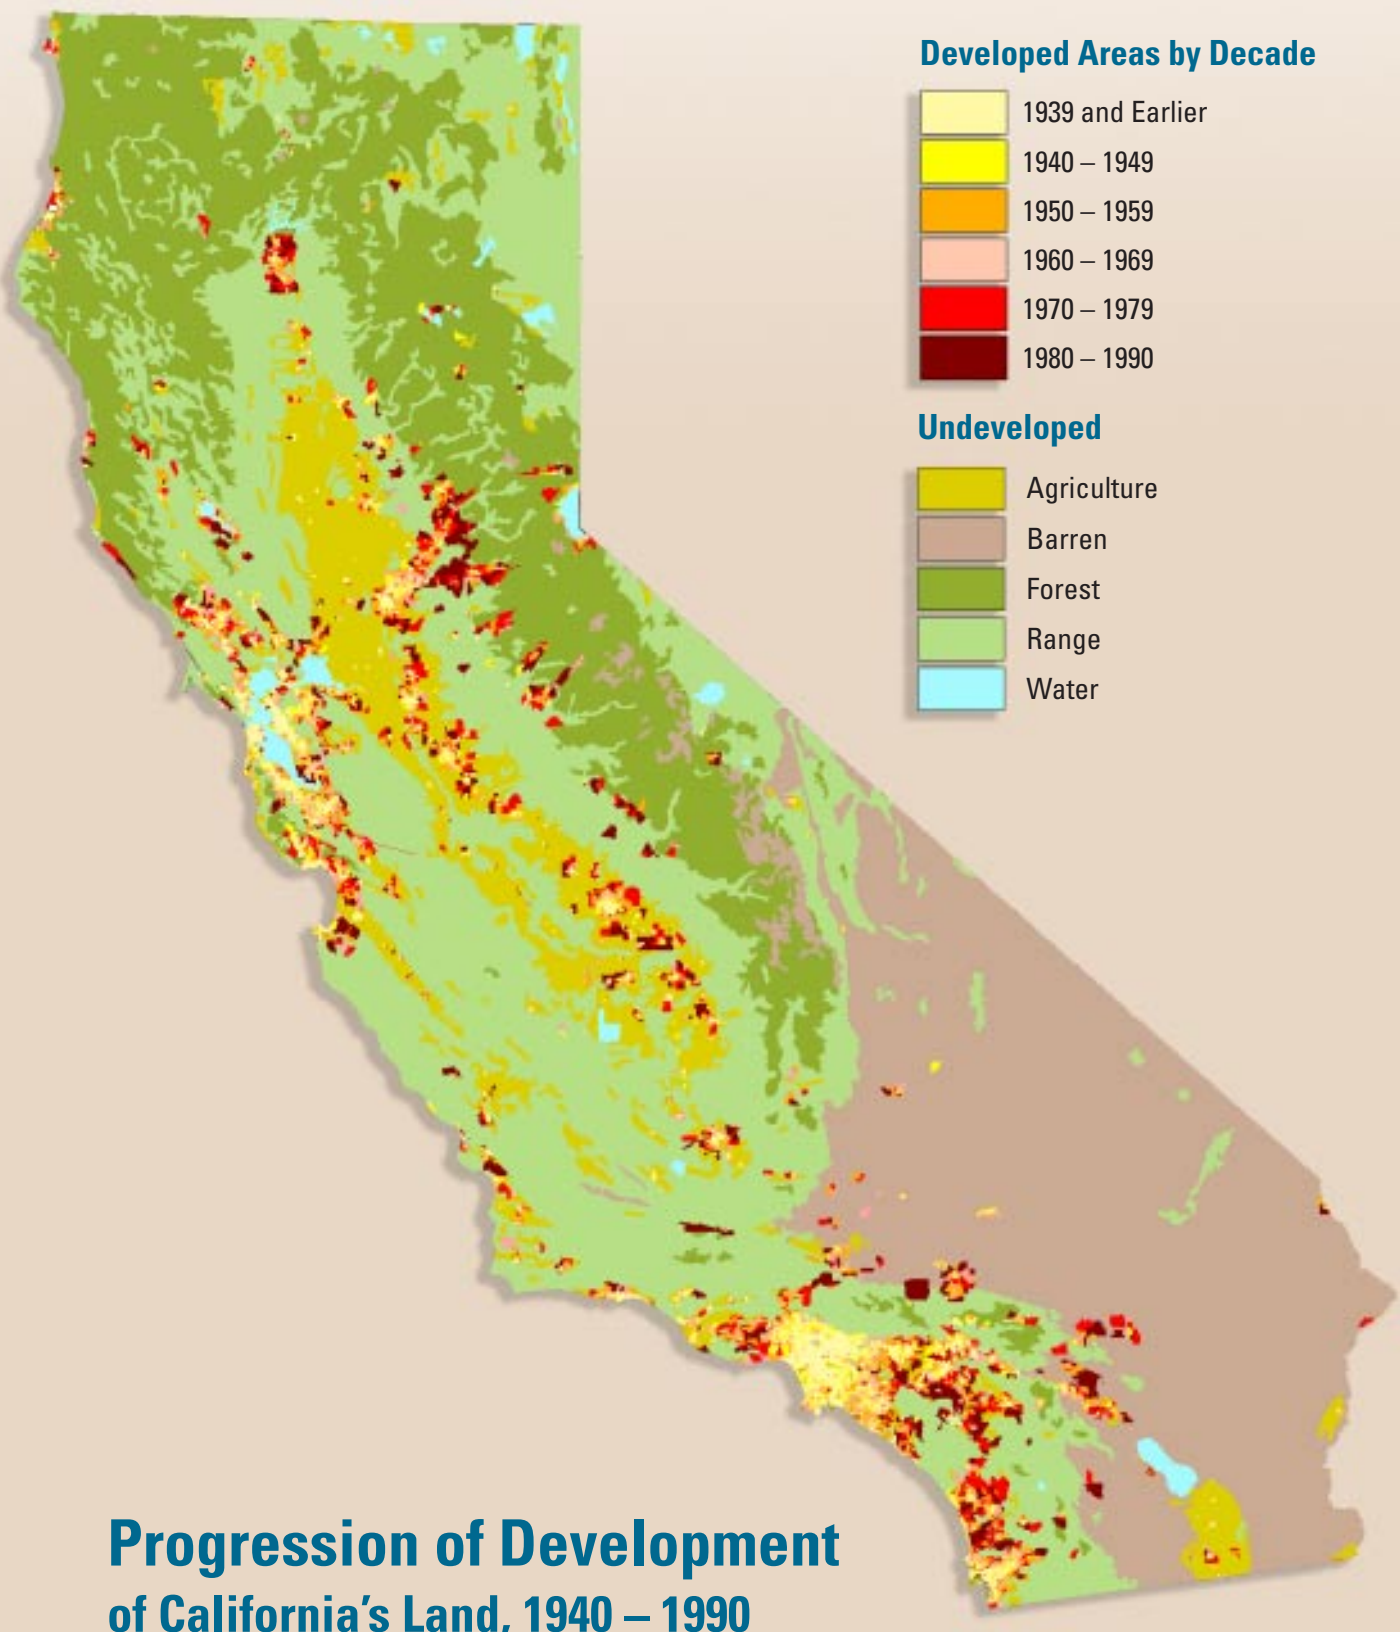 Developed Areas by Decade
1939 and Earlier
1940 – 1949
1950 – 1959
1960 – 1969
1970 – 1979
1980 – 1990
Undeveloped
Agriculture
Barren
Forest
Range
Water
Progression of Development
of California's Land, 1940 – 1990